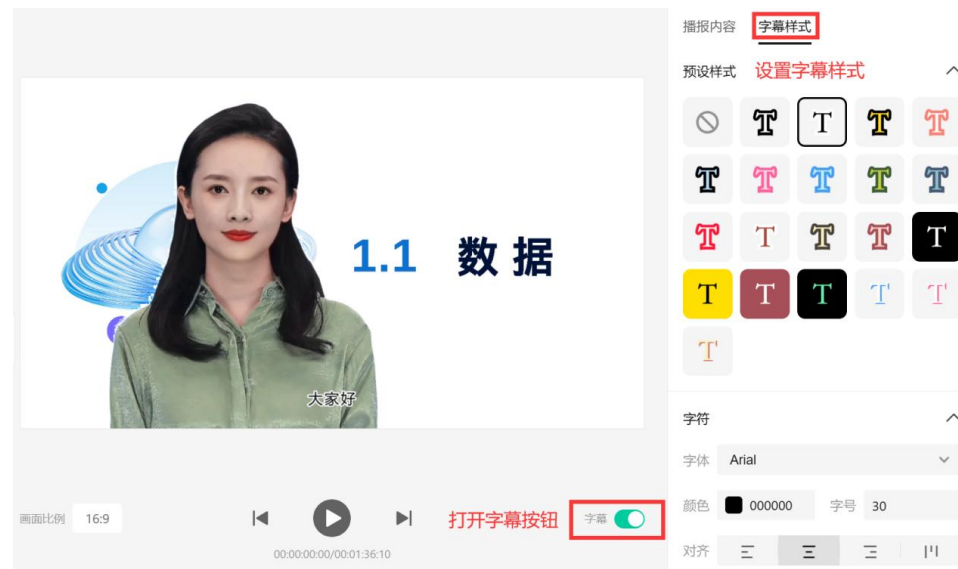 播报内容 字幕样式
预设样式 设置字幕样式
T T T T
T T T T T
T T T T T
T T T T T
T
1.1 数据
大家好
字符
字体 Arial
颜色 000000 字号 30
对齐
画面比例 16:9
打开字幕按钮 字幕
00:00:00:00/00:01:36:10